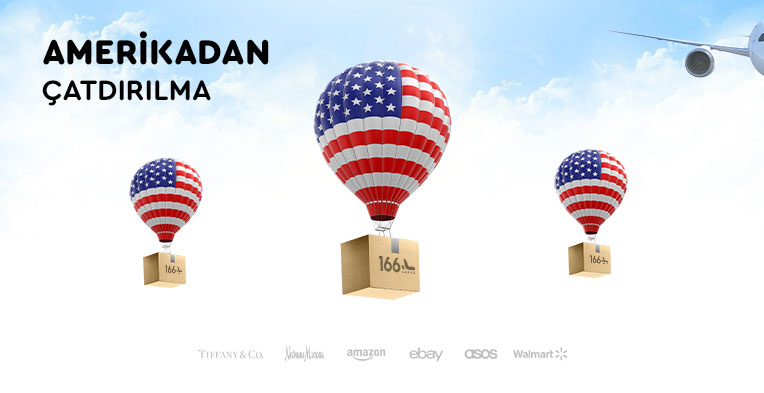 AMERİKADAN
ÇATDIRILMA
166
166
166
TIFFANY & CO.
Neiman Marcus
amazon
ebay
asos
Walmart